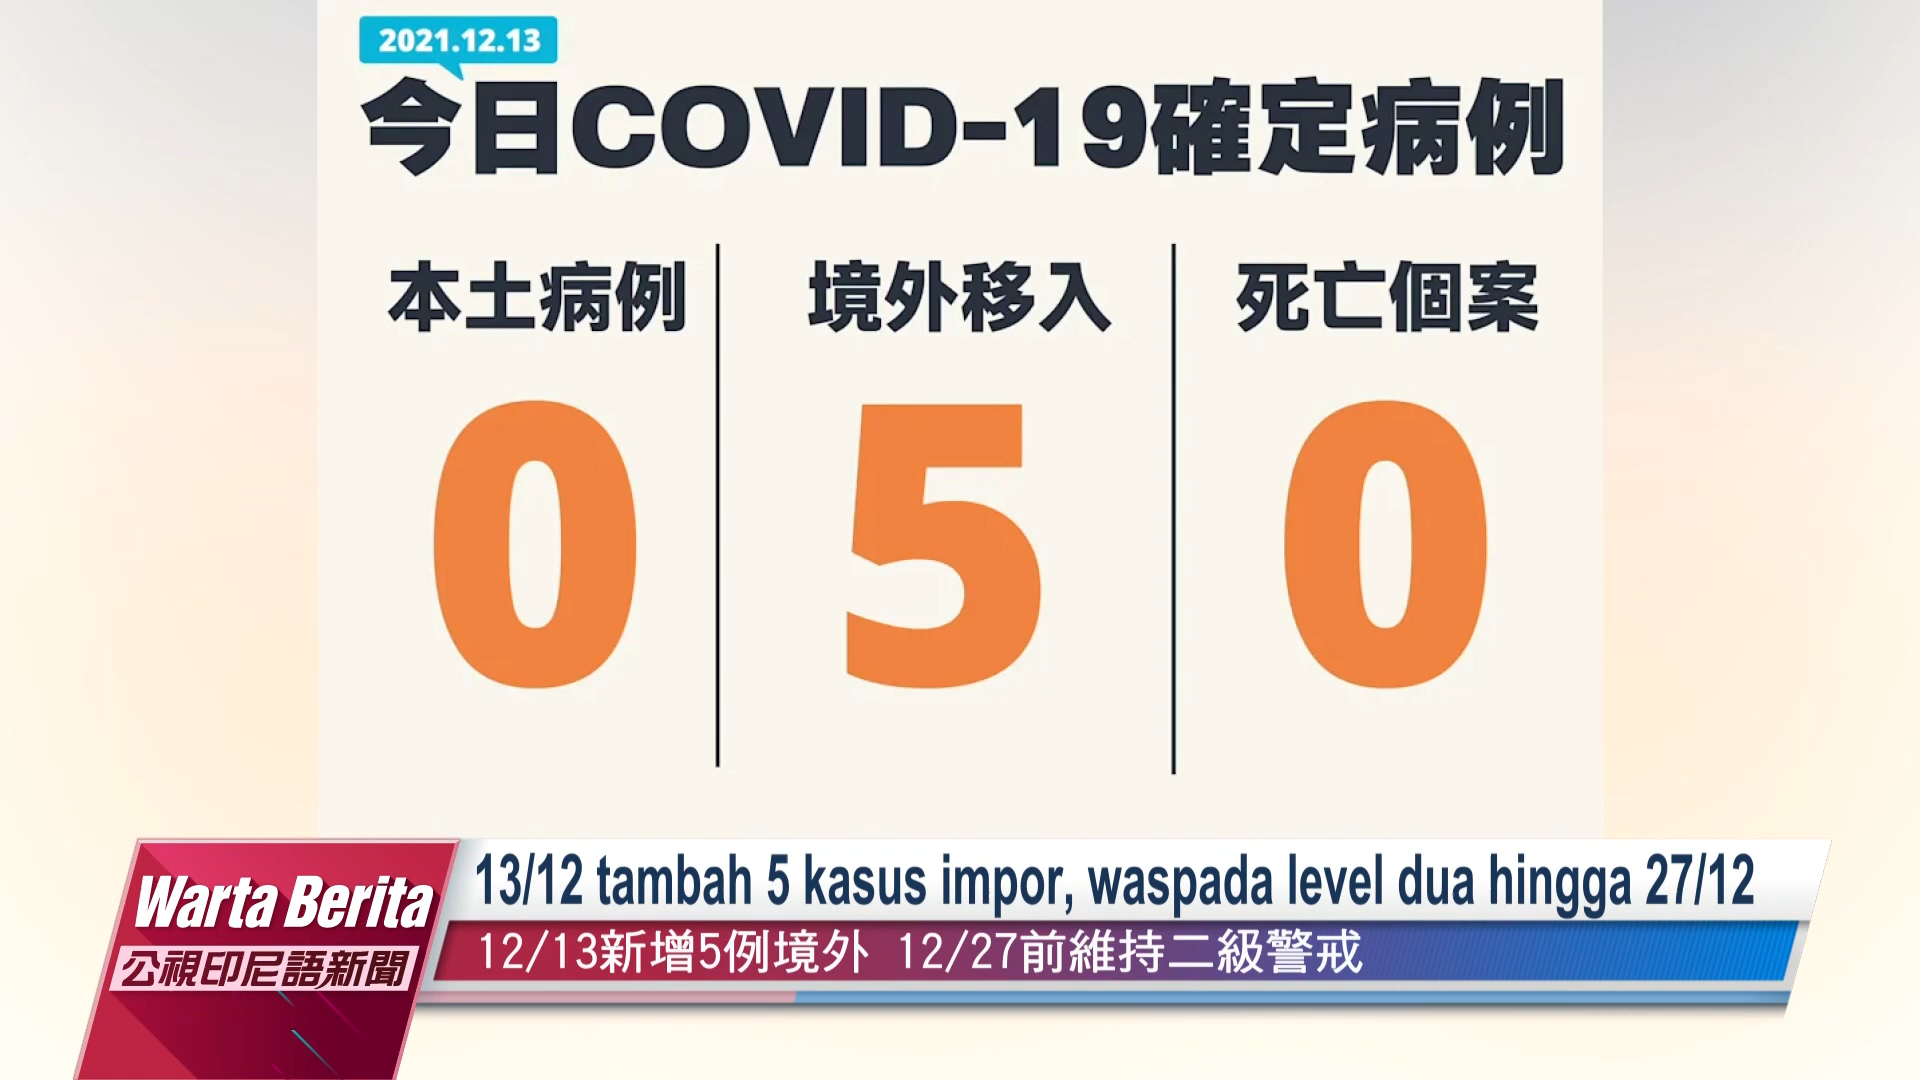 2021.12.13
今日COVID-19確定病例
本土病例
境外移入
死亡個案
0
5
0
Warta Berita
公視印尼語新聞
13/12 tambah 5 kasus impor, waspada level dua hingga 27/12
12/13新增5例境外 12/27前維持二級警戒